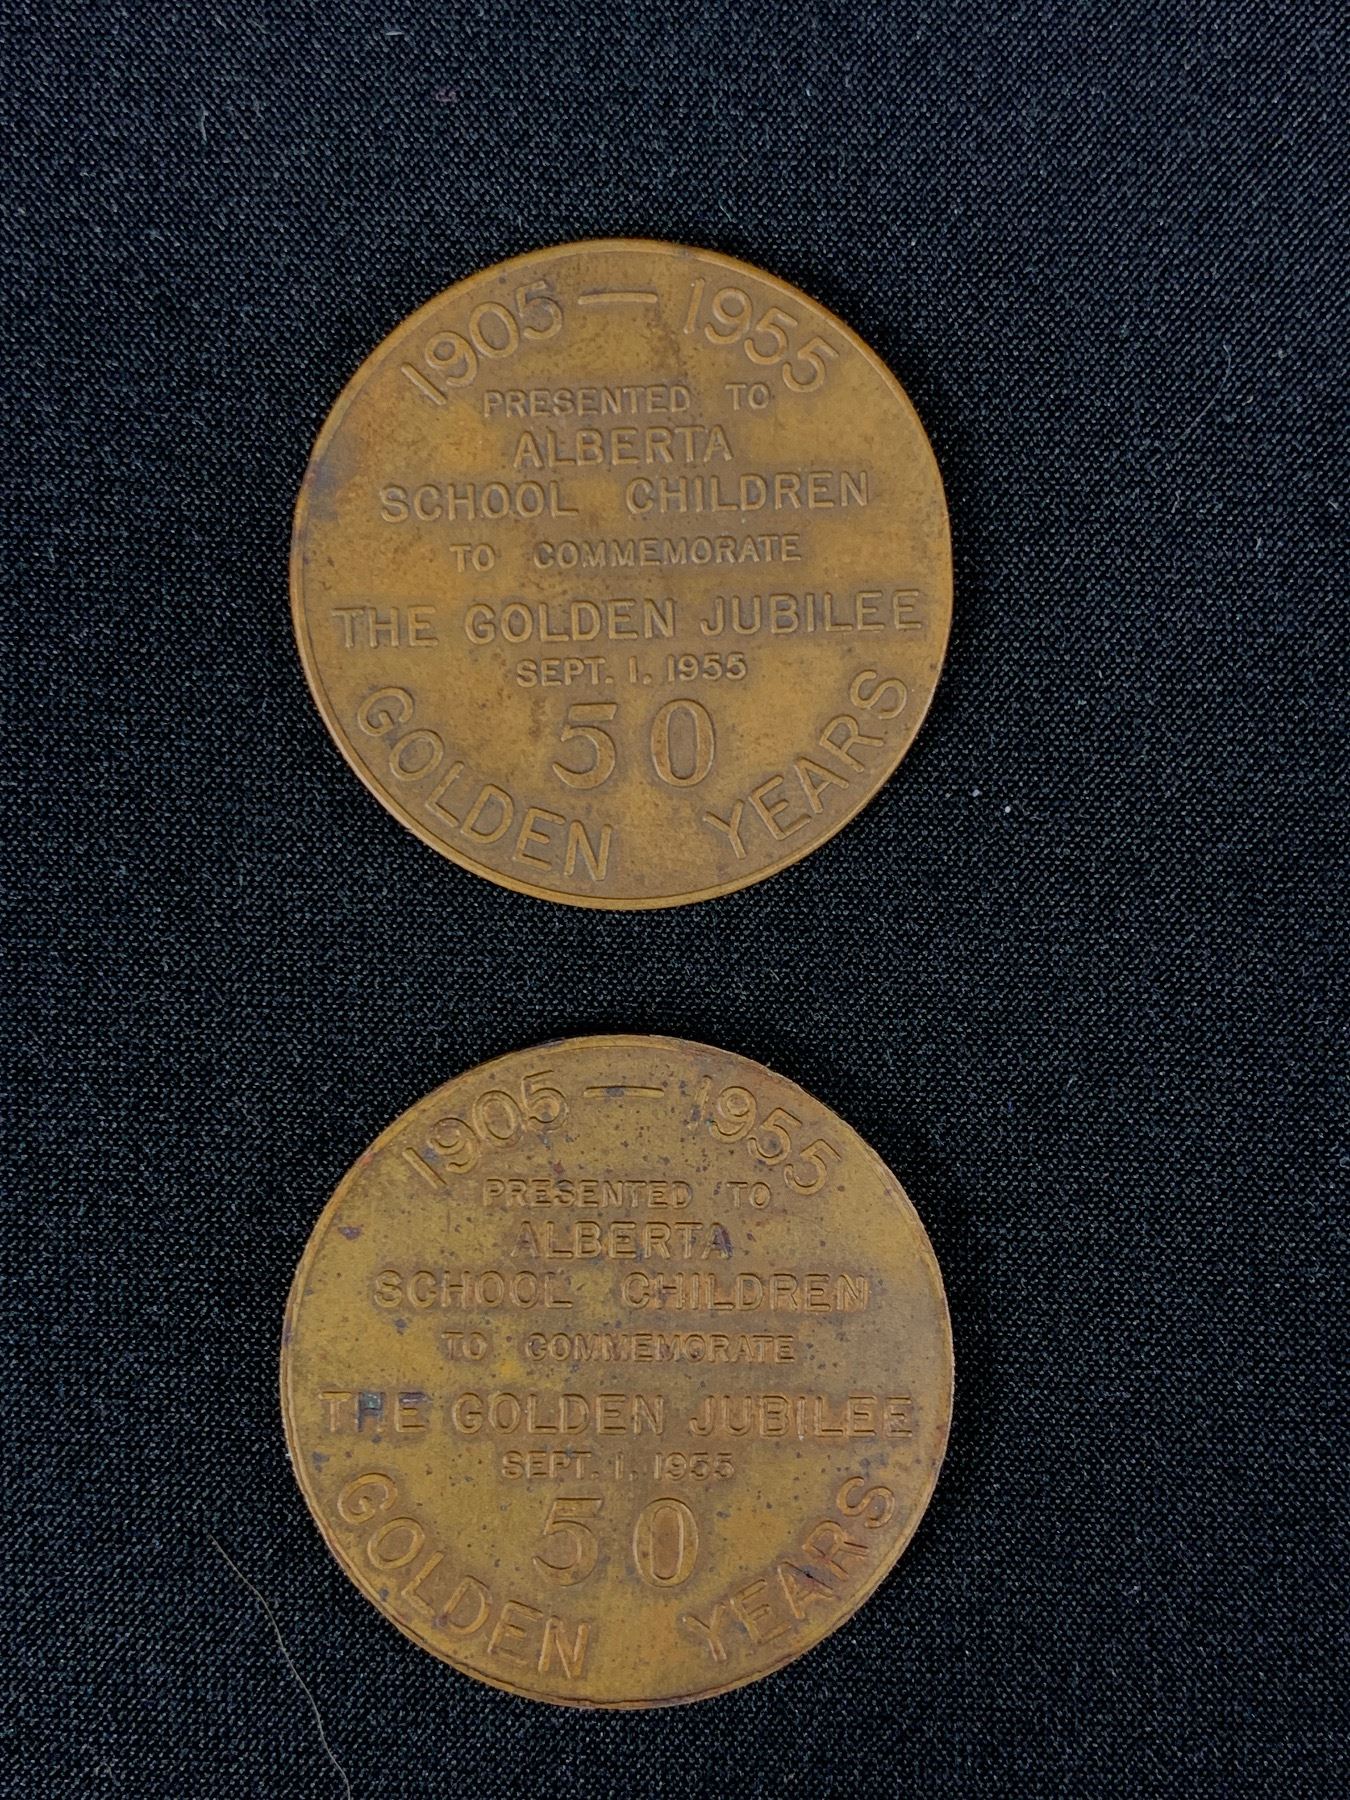 1905 — 1955
PRESENTED TO
ALBERTA
SCHOOL CHILDREN
TO COMMEMORATE
THE GOLDEN JUBILEE
SEPT. 1. 1955
50
GOLDEN YEARS
1905 — 1955
PRESENTED TO
ALBERTA
SCHOOL CHILDREN
TO COMMEMORATE
THE GOLDEN JUBILEE
SEPT. 1. 1955
50
GOLDEN YEARS